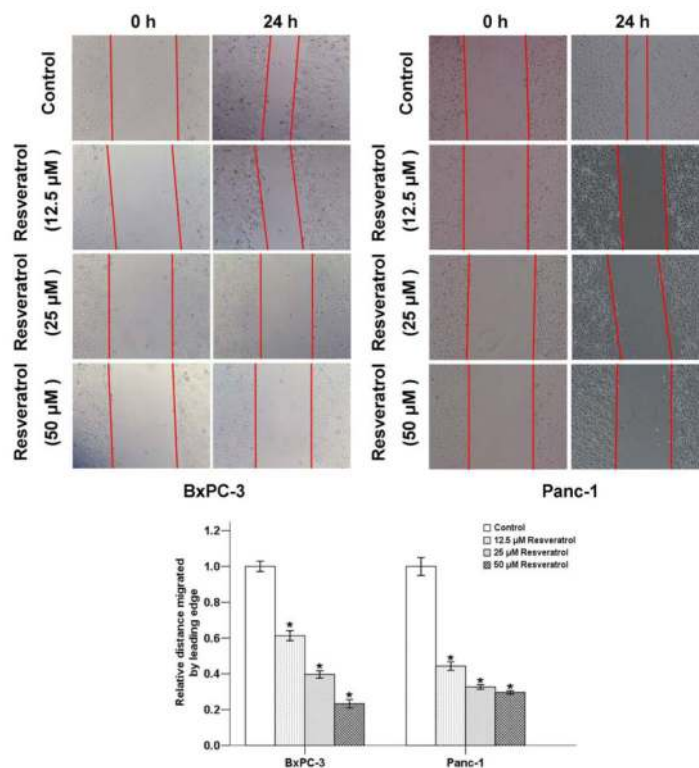 0 h 24 h 0 h 24 h
Control Control
Resveratrol
(12.5 μM )
Resveratrol
(12.5 μM )
Resveratrol
(25 μM )
Resveratrol
(25 μM )
Resveratrol
(50 μM )
Resveratrol
(50 μM )
BxPC-3 Panc-1
Relative distance migrated
by leading edge
1.2
1.0
0.8
0.6
0.4
0.2
0.0
Control
12.5 μM Resveratrol
25 μM Resveratrol
50 μM Resveratrol
* * * * * *
BxPC-3 Panc-1